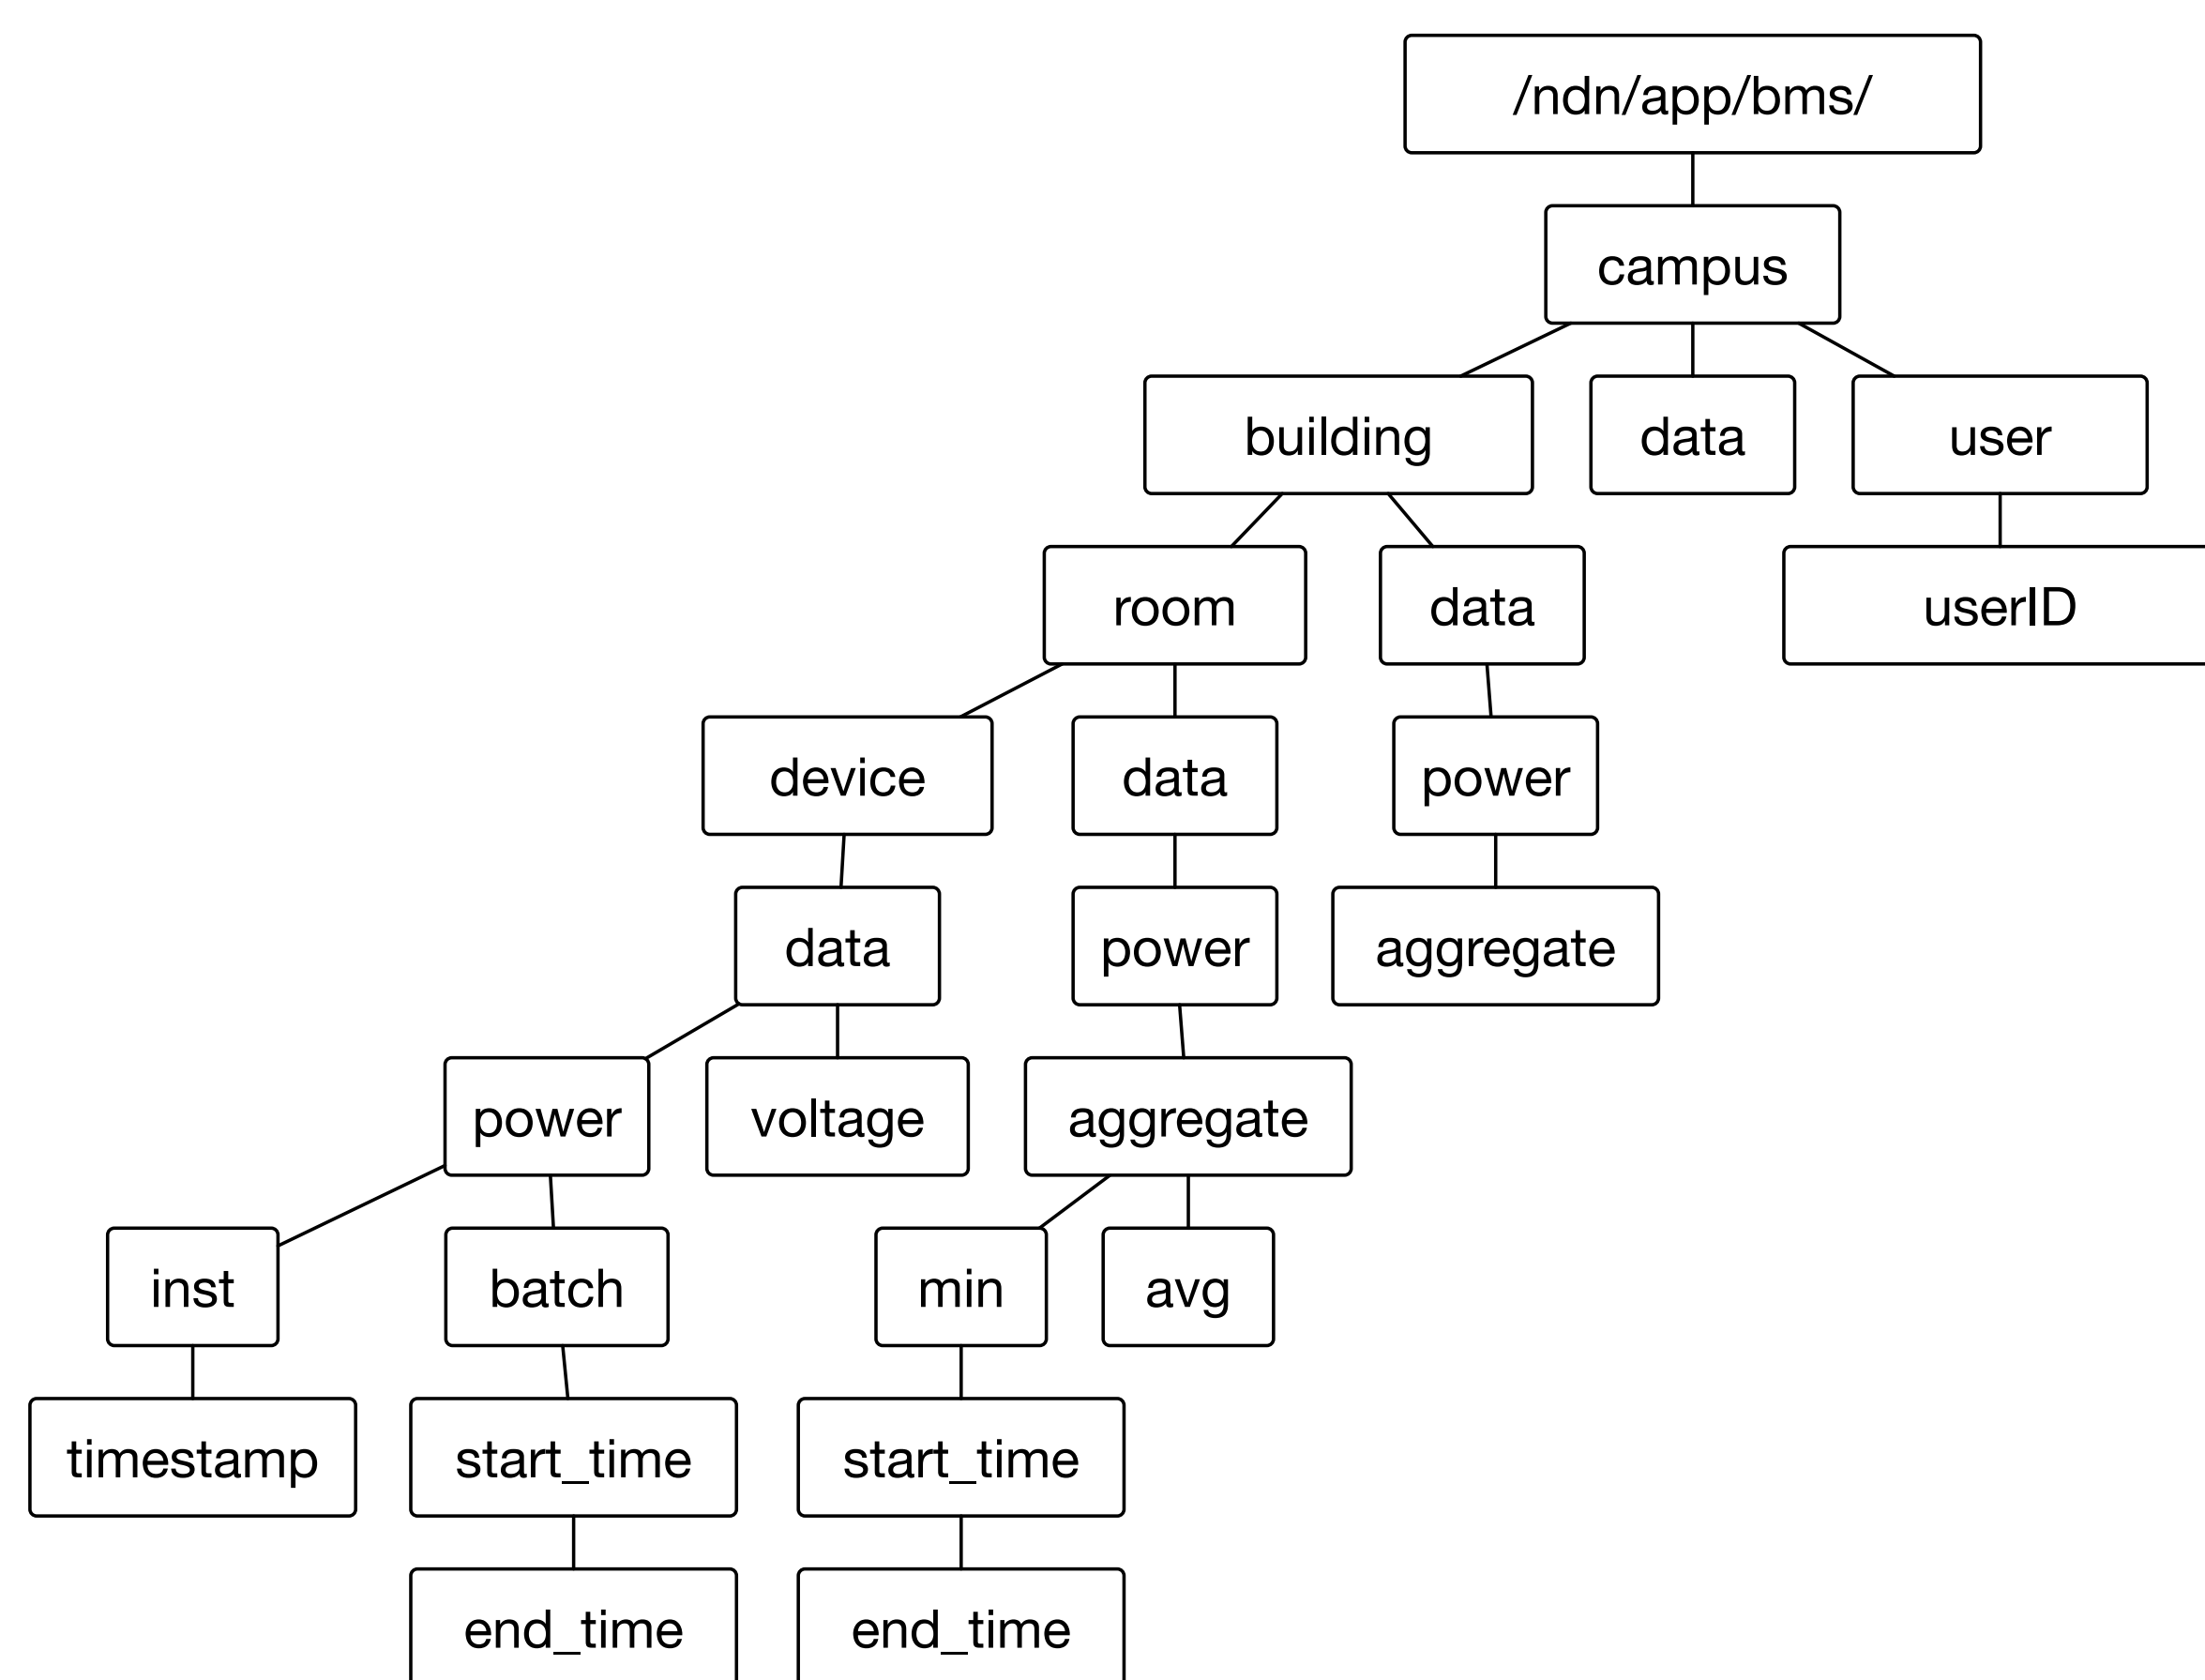 /ndn/app/bms/
campus
building
data
user
room
data
userID
device
data
power
data
power
aggregate
power
voltage
aggregate
inst
batch
min
avg
timestamp
start_time
start_time
end_time
end_time